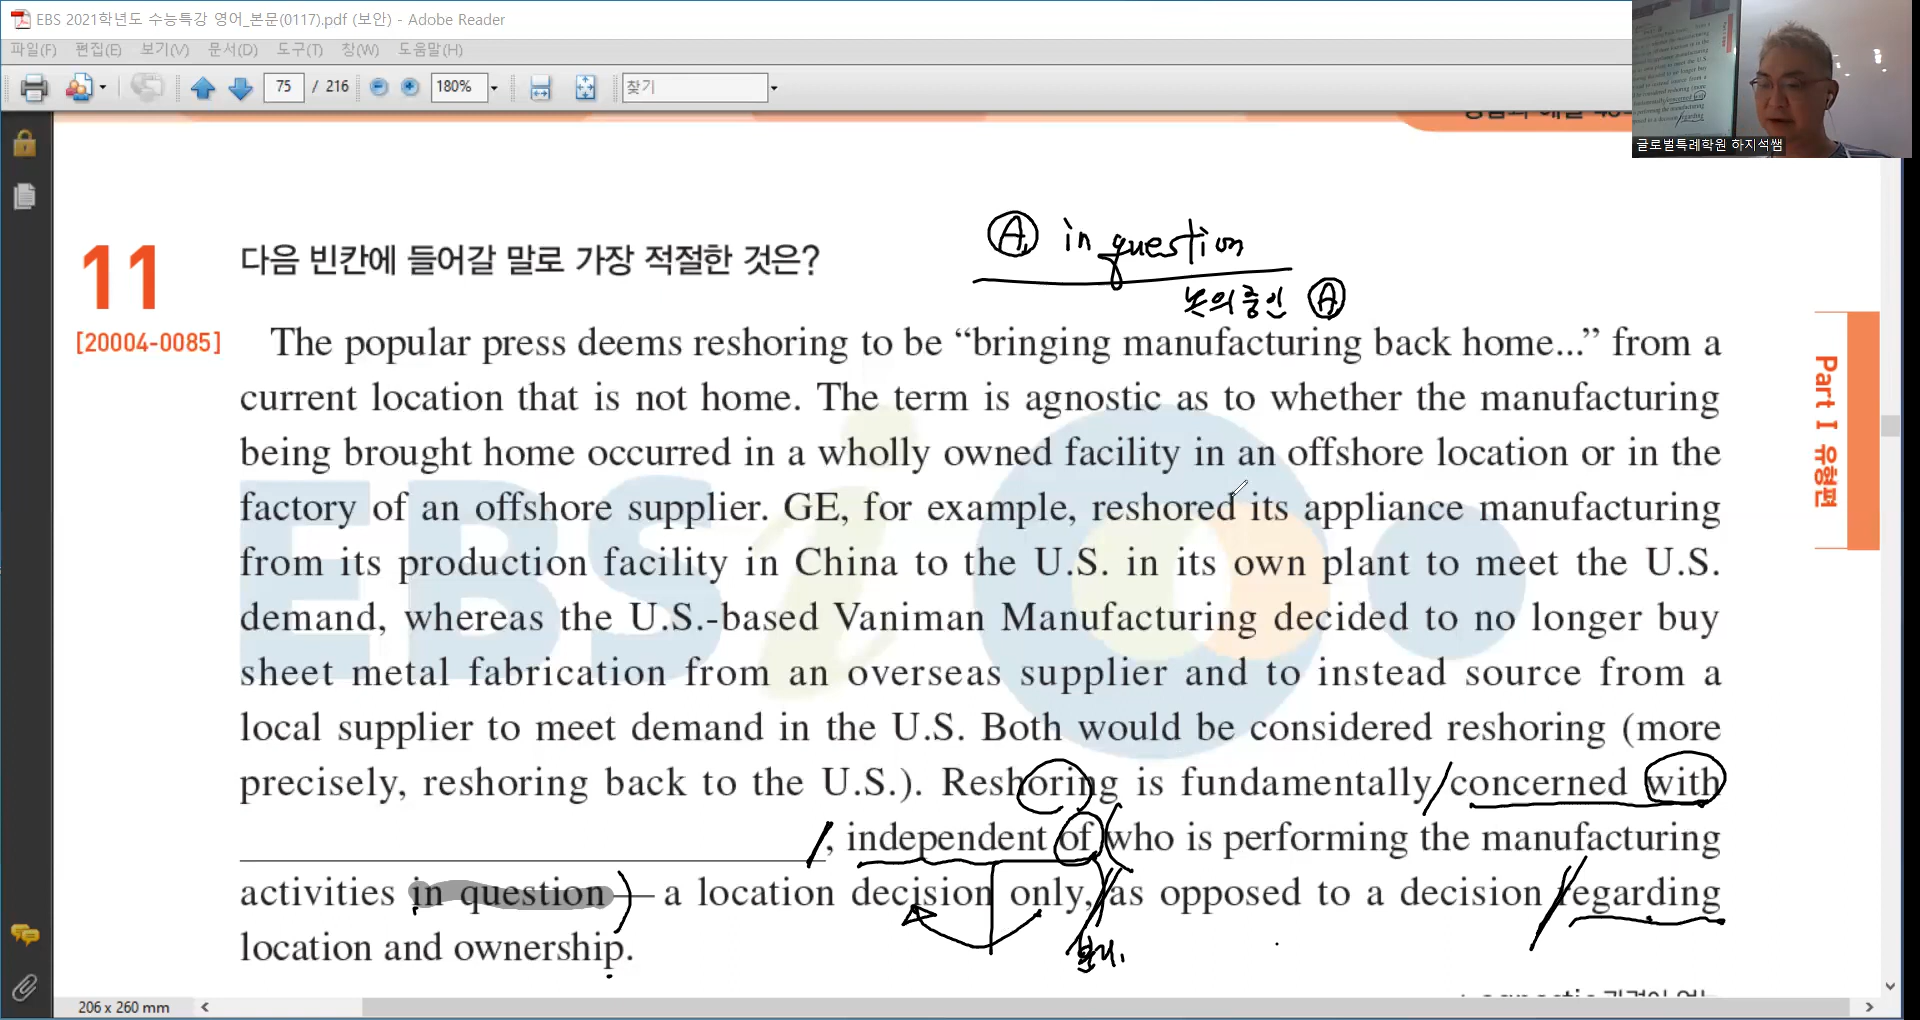 EBS 2021학년도 수능특강 영어_본문(0117).pdf (보안) - Adobe Reader
파일(F) 편집(E) 보기(V) 문서(D) 도구(T) 창(W) 도움말(H)
75 / 216 180% 찾기
글로벌특례학원 하지석쌤
11 다음 빈칸에 들어갈 말로 가장 적절한 것은?
Ⓐ in question
논의중인 Ⓐ
[20004-0085]
The popular press deems reshoring to be “bringing manufacturing back home...” from a
current location that is not home. The term is agnostic as to whether the manufacturing
being brought home occurred in a wholly owned facility in an offshore location or in the
factory of an offshore supplier. GE, for example, reshored its appliance manufacturing
from its production facility in China to the U.S. in its own plant to meet the U.S.
demand, whereas the U.S.-based Vaniman Manufacturing decided to no longer buy
sheet metal fabrication from an overseas supplier and to instead source from a
local supplier to meet demand in the U.S. Both would be considered reshoring (more
precisely, reshoring back to the U.S.). Reshoring is fundamentally concerned with
, independent of who is performing the manufacturing
activities in question — a location decision only, as opposed to a decision regarding
location and ownership.
Part I 유형편
EBSi
206 x 260 mm